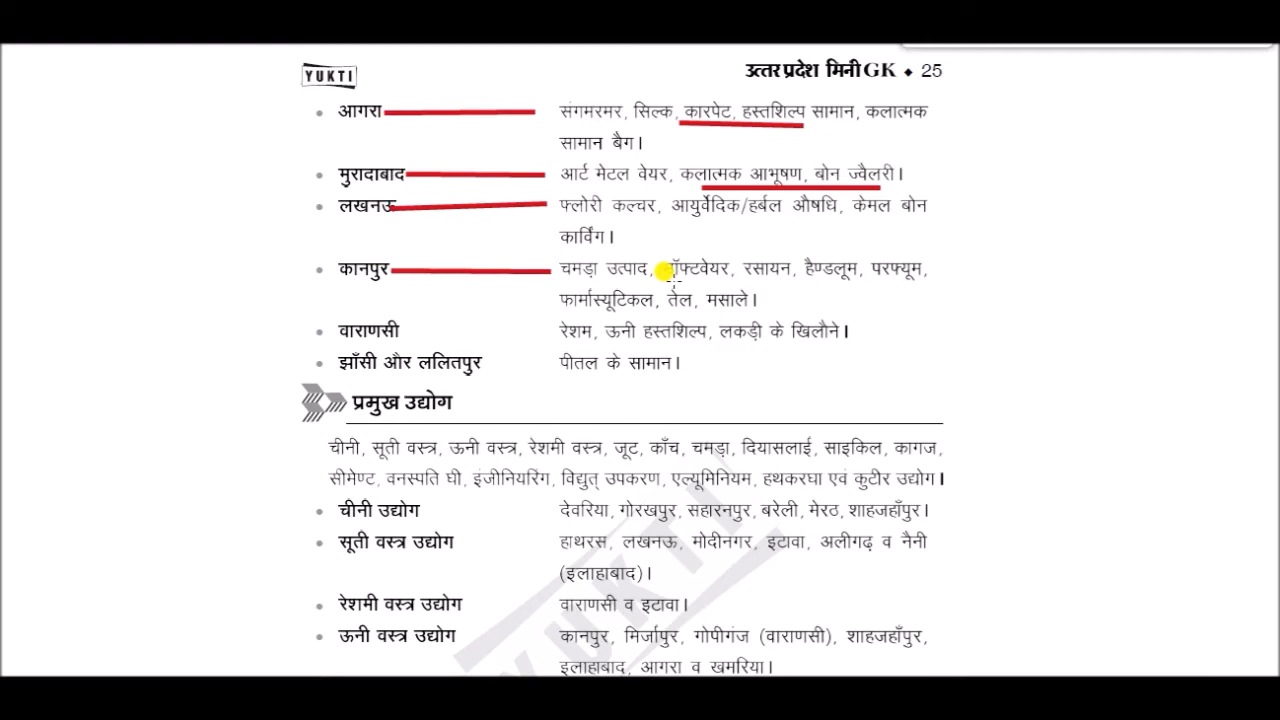 YUKTI
उत्तर प्रदेश मिनी GK ◆ 25
• आगरा संगमरमर, सिल्क, कारपेट, हस्तशिल्प सामान, कलात्मक
सामान बैग।
• मुरादाबाद आर्ट मेटल वेयर, कलात्मक आभूषण, बोन ज्वैलरी।
• लखनऊ फ्लोरी कल्चर, आयुर्वेदिक/हर्बल औषधि, केमल बोन
कार्विंग।
• कानपुर चमड़ा उत्पाद, सॉफ्टवेयर, रसायन, हैण्डलूम, परफ्यूम,
फार्मास्यूटिकल, तेल, मसाले।
• वाराणसी रेशम, ऊनी हस्तशिल्प, लकड़ी के खिलौने।
• झाँसी और ललितपुर पीतल के सामान।
प्रमुख उद्योग
चीनी, सूती वस्त्र, ऊनी वस्त्र, रेशमी वस्त्र, जूट, काँच, चमड़ा, दियासलाई, साइकिल, कागज,
सीमेण्ट, वनस्पति घी, इंजीनियरिंग, विद्युत् उपकरण, एल्यूमिनियम, हथकरघा एवं कुटीर उद्योग।
• चीनी उद्योग देवरिया, गोरखपुर, सहारनपुर, बरेली, मेरठ, शाहजहाँपुर।
• सूती वस्त्र उद्योग हाथरस, लखनऊ, मोदीनगर, इटावा, अलीगढ़ व नैनी
(इलाहाबाद)।
• रेशमी वस्त्र उद्योग वाराणसी व इटावा।
• ऊनी वस्त्र उद्योग कानपुर, मिर्जापुर, गोपीगंज (वाराणसी), शाहजहाँपुर,
इलाहाबाद, आगरा व खमरिया।
YUKTI